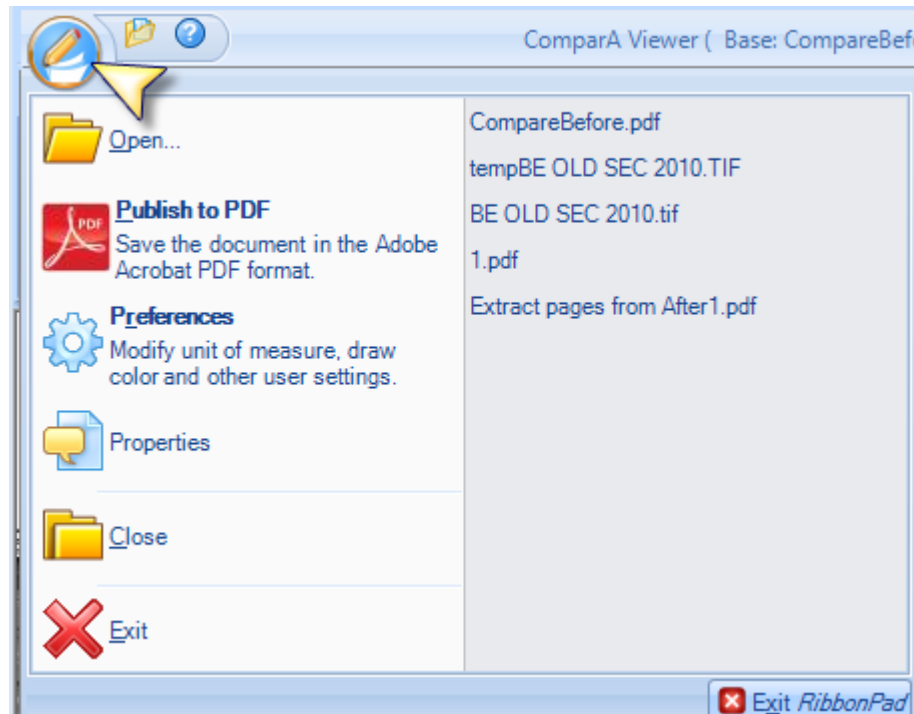 ComparA Viewer ( Base: CompareBef
Open...
Publish to PDF
Save the document in the Adobe
Acrobat PDF format.
Preferences
Modify unit of measure, draw
color and other user settings.
Properties
Close
Exit
CompareBefore.pdf
tempBE OLD SEC 2010.TIF
BE OLD SEC 2010.tif
1.pdf
Extract pages from After1.pdf
Exit RibbonPad
PDF